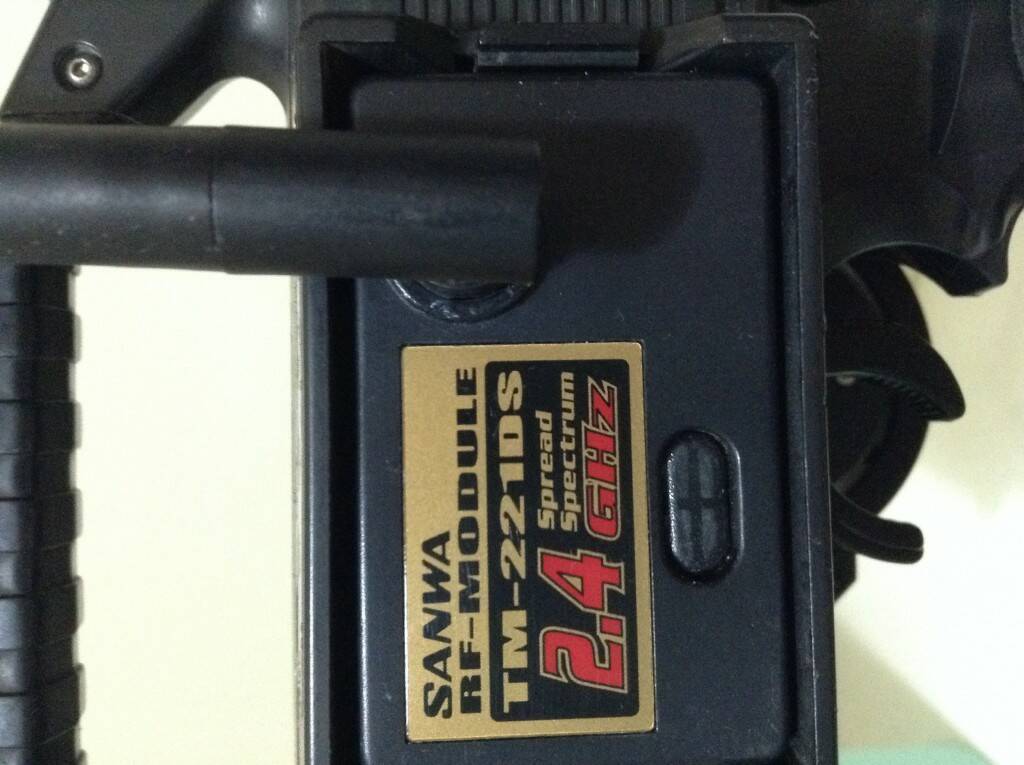 SANWA
RF-MODULE
TM-221DS
2.4 GHz
Spread
Spectrum